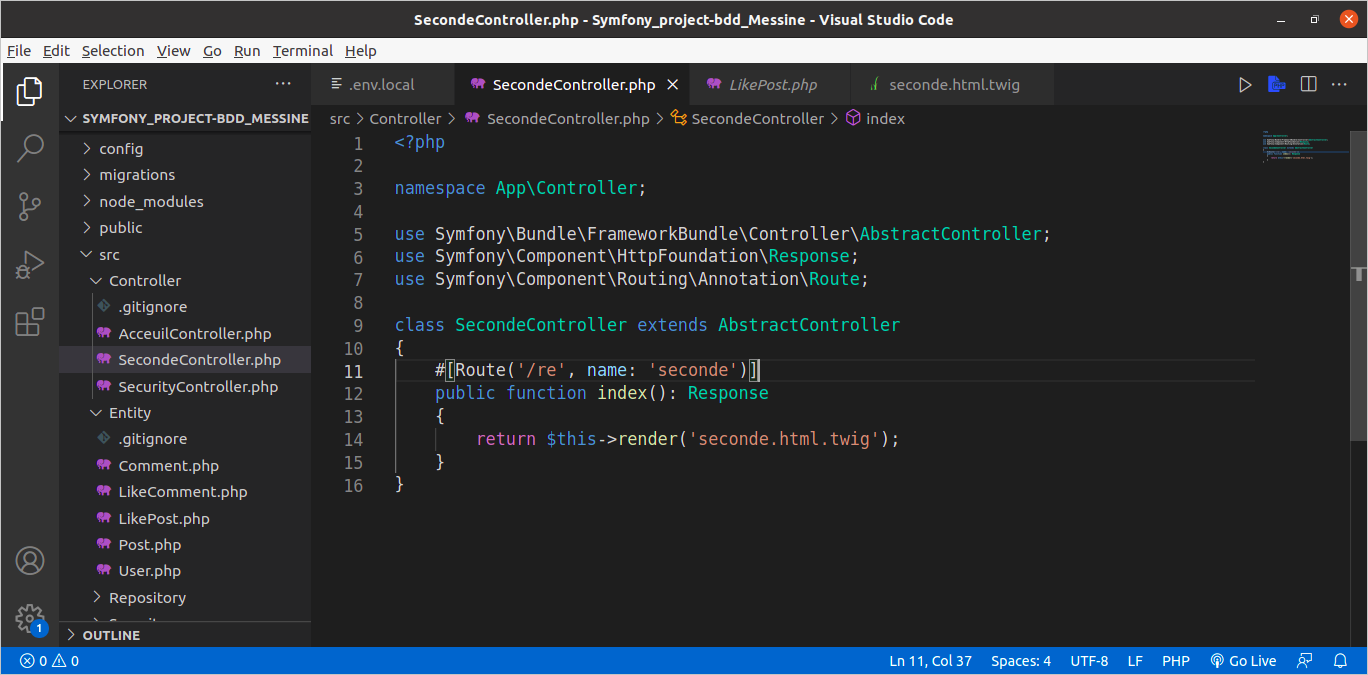 SecondeController.php - Symfony_project-bdd_Messine - Visual Studio Code
File Edit Selection View Go Run Terminal Help
EXPLORER
.env.local SecondeController.php LikePost.php seconde.html.twig
SYMFONY_PROJECT-BDD_MESSINE
src > Controller > SecondeController.php > SecondeController > index
config
migrations
node_modules
public
src
Controller
.gitignore
AcceuilController.php
SecondeController.php
SecurityController.php
Entity
.gitignore
Comment.php
LikeComment.php
LikePost.php
Post.php
User.php
Repository
OUTLINE
1 <?php
2
3 namespace App\Controller;
4
5 use Symfony\Bundle\FrameworkBundle\Controller\AbstractController;
6 use Symfony\Component\HttpFoundation\Response;
7 use Symfony\Component\Routing\Annotation\Route;
8
9 class SecondeController extends AbstractController
10 {
11     #[Route('/re', name: 'seconde')]
12     public function index(): Response
13     {
14         return $this->render('seconde.html.twig');
15     }
16 }
1
0 0 Ln 11, Col 37 Spaces: 4 UTF-8 LF PHP Go Live